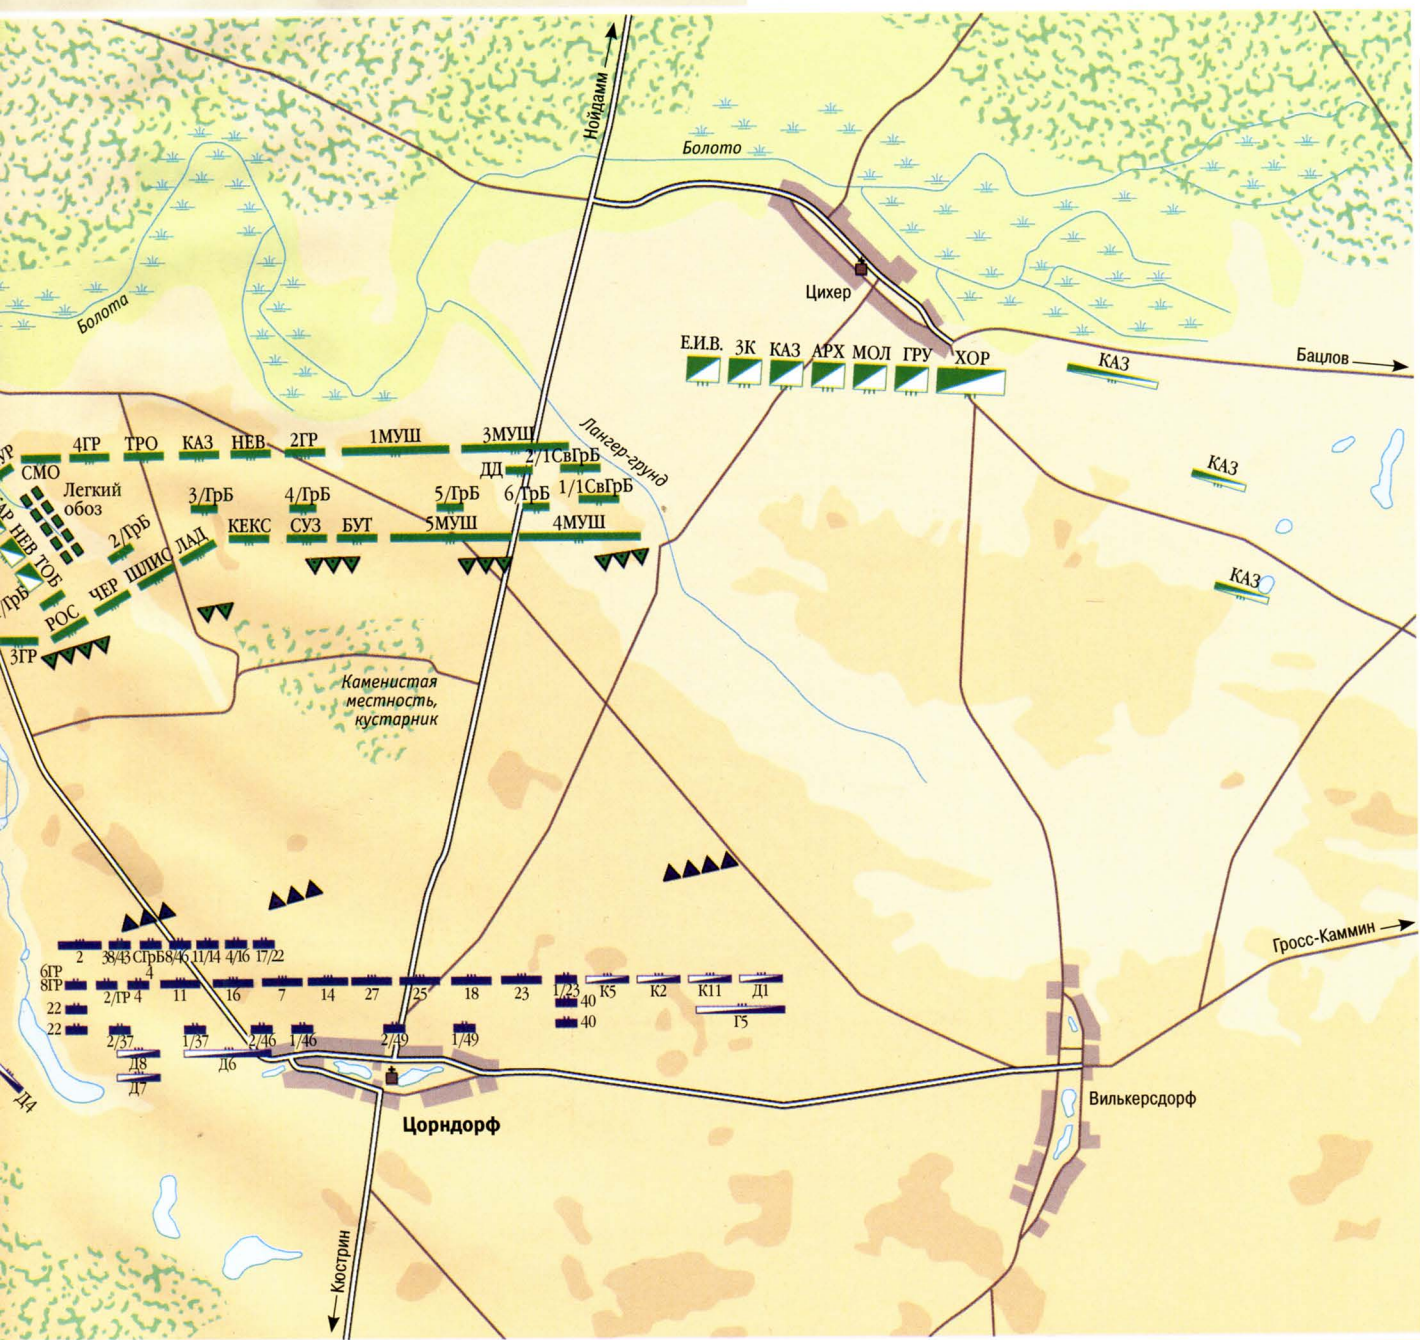 Нойдамм
Болото
Цихер
Болота
Е.И.В. ЗК КАЗ АРХ МОЛ ГРУ ХОР
КАЗ
Бацлов
КАЗ
КАЗ
Лангер-грунд
СМО 4ГР ТРО КАЗ НЕВ 2ГР 1МУШ 3МУШ
ДД 2/1СвГрБ
1/1СвГрБ
Легкий
обоз
3/ГрБ 4/ГрБ 5/ГрБ 6/ГрБ
2/ГрБ
КЕКС СУЗ БУТ 5МУШ 4МУШ
НЕВ
ТОБ
РОС ЧЕР ШЛИС ЛАД
/ГрБ
3ГР
Каменистая
местность,
кустарник
2 38/43 СГрБ 8/46 11/14 4/16 17/22
4
6ГР
8ГР 2/ГР 4 11 16 7 14 27 25 18 23 1/23 К5 К2 К11 Д1
22 40 Г5
22 2/37 1/37 2/46 1/46 2/49 1/49 40
Д8 Д6
Д7
Д4
Цорндорф
Вилькерсдорф
Гросс-Каммин
Кюстрин